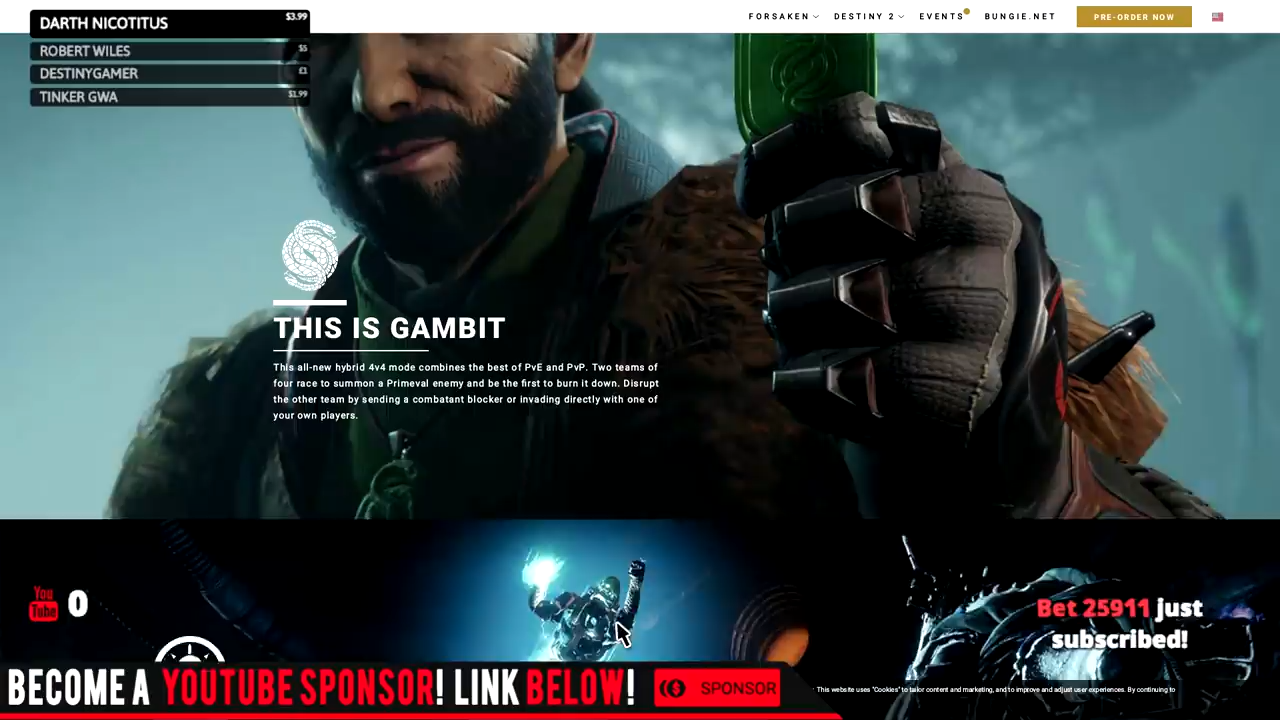 DARTH NICOTITUS $3.99
ROBERT WILES $5
DESTINYGAMER £1
TINKER GWA $1.99
FORSAKEN DESTINY 2 EVENTS BUNGIE.NET PRE-ORDER NOW
THIS IS GAMBIT
This all-new hybrid 4v4 mode combines the best of PvE and PvP. Two teams of
four race to summon a Primeval enemy and be the first to burn it down. Disrupt
the other team by sending a combatant blocker or invading directly with one of
your own players.
You
Tube 0
Bet 25911 just
subscribed!
BECOME A YOUTUBE SPONSOR! LINK BELOW! SPONSOR
This website uses "Cookies" to tailor content and marketing, and to improve and adjust user experiences. By continuing to